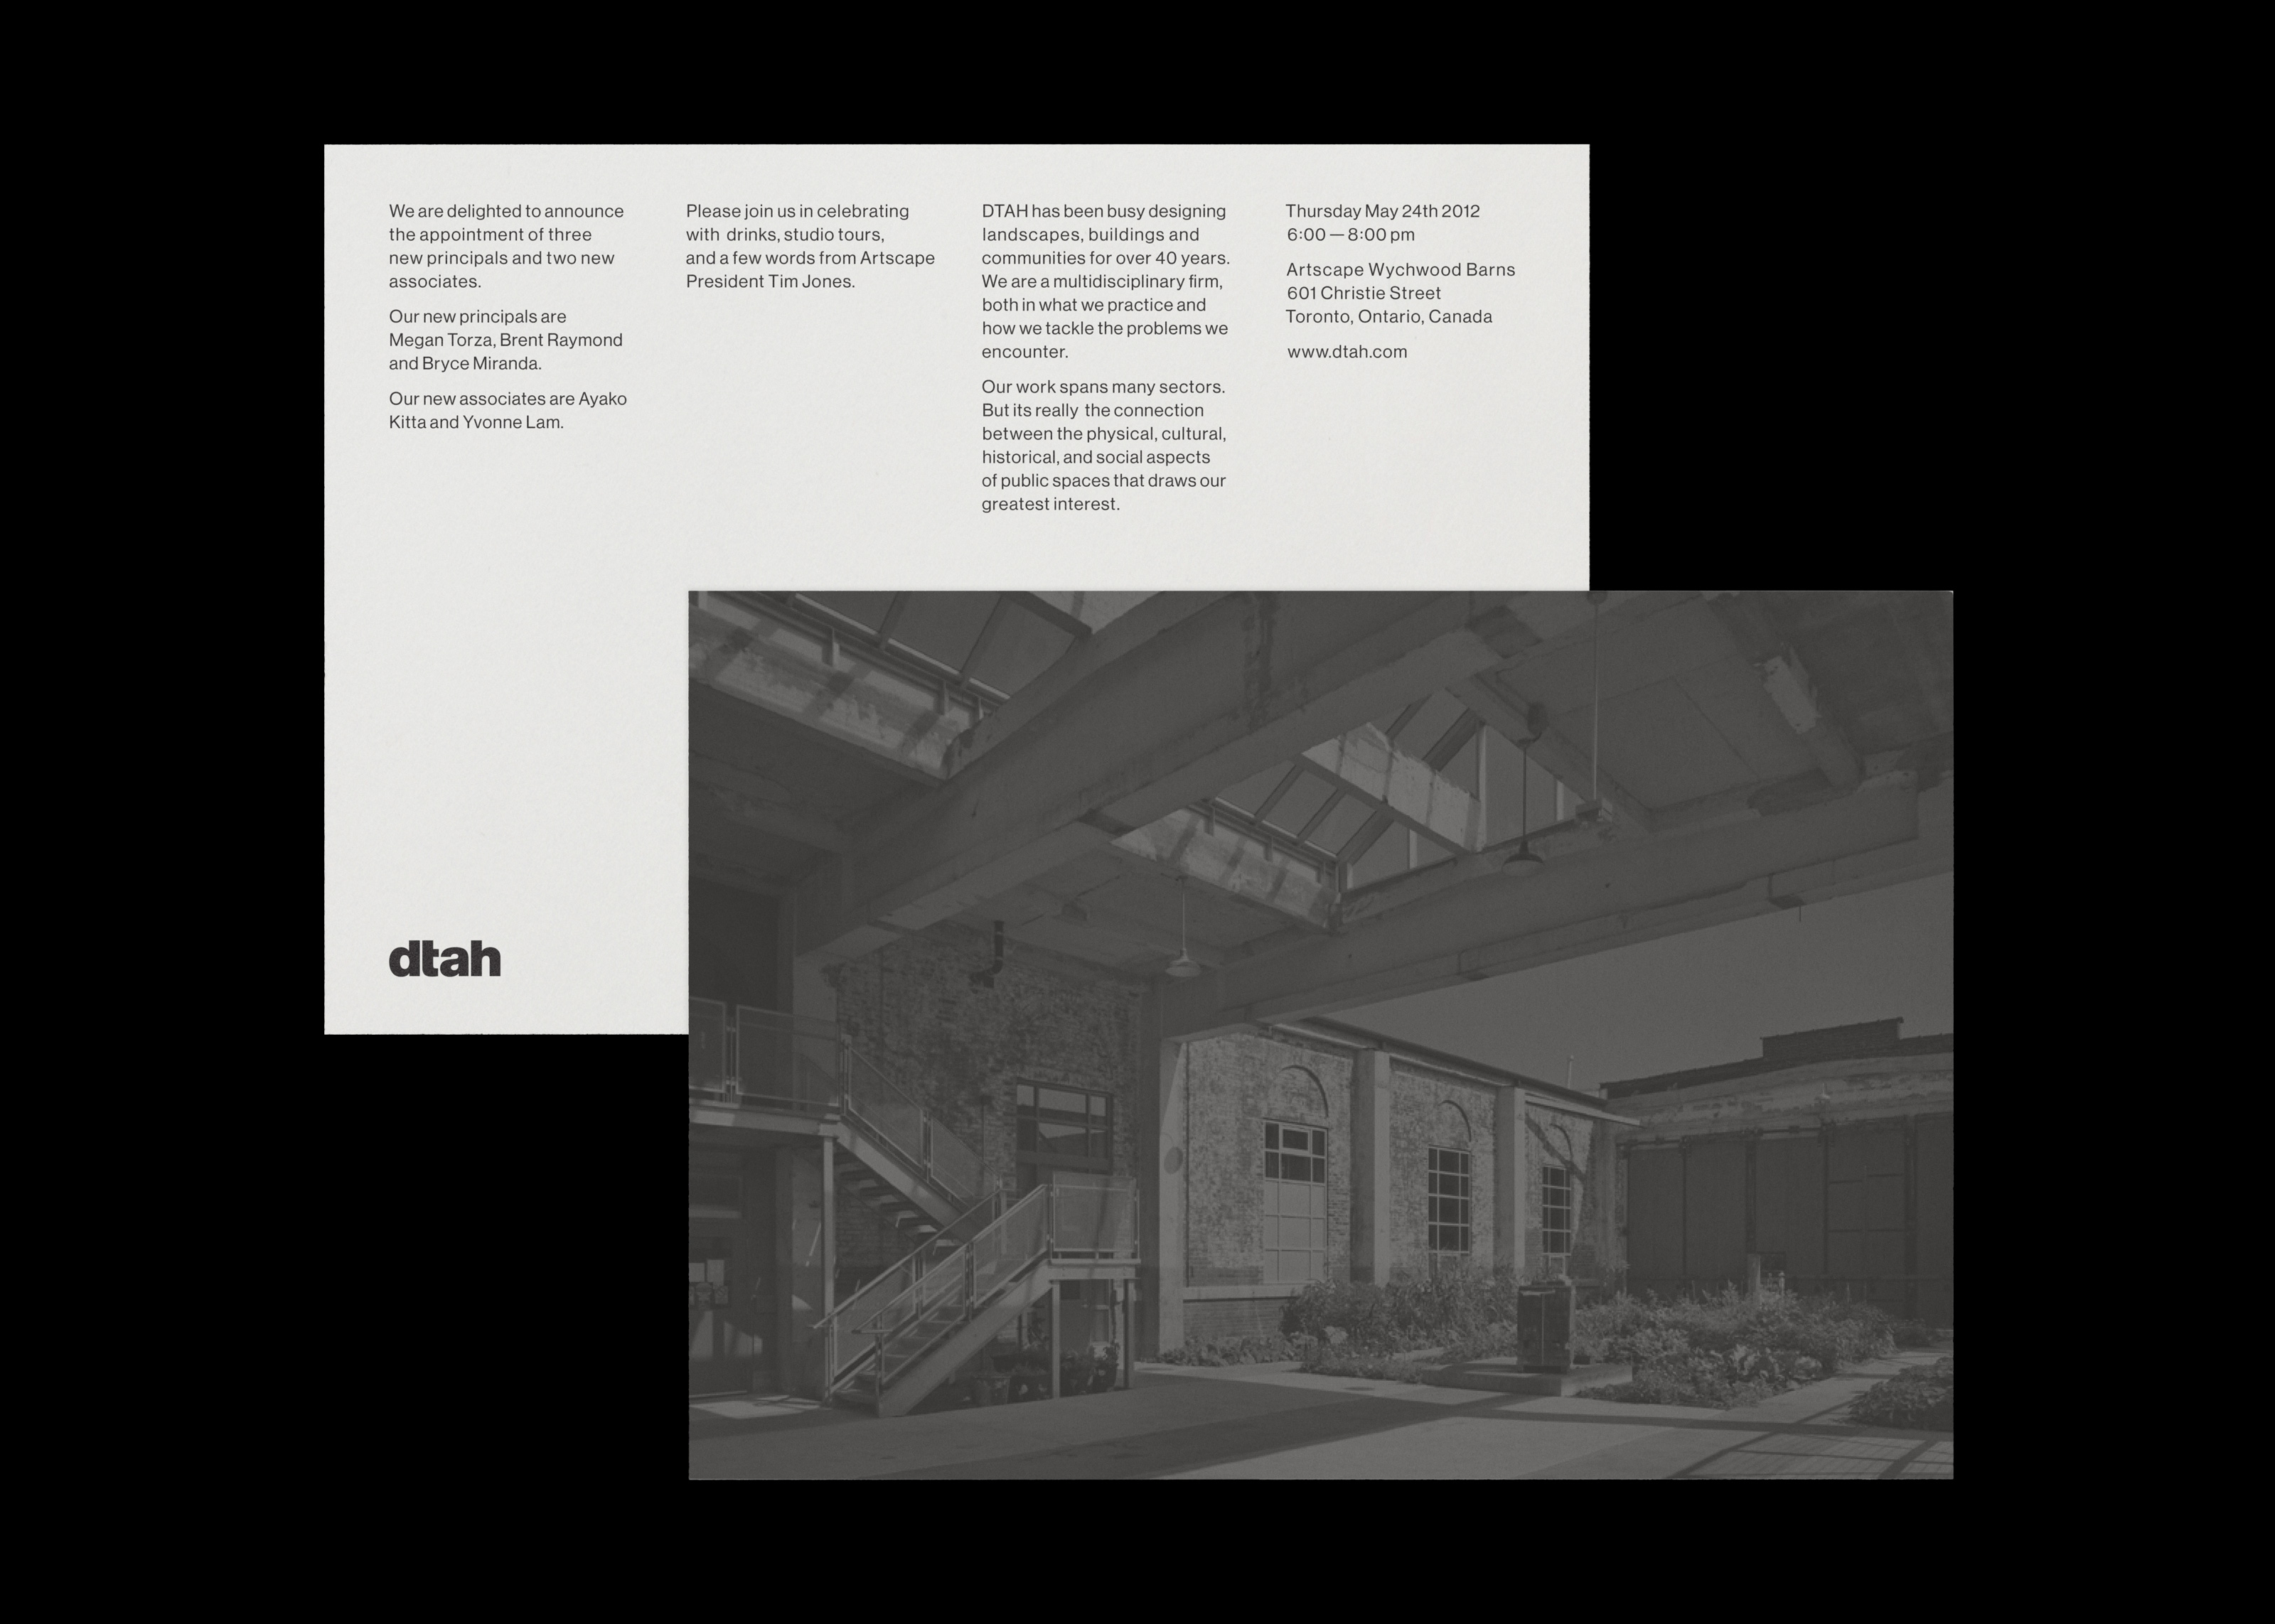 We are delighted to announce
the appointment of three
new principals and two new
associates.
Our new principals are
Megan Torza, Brent Raymond
and Bryce Miranda.
Our new associates are Ayako
Kitta and Yvonne Lam.
Please join us in celebrating
with drinks, studio tours,
and a few words from Artscape
President Tim Jones.
DTAH has been busy designing
landscapes, buildings and
communities for over 40 years.
We are a multidisciplinary firm,
both in what we practice and
how we tackle the problems we
encounter.
Our work spans many sectors.
But its really the connection
between the physical, cultural,
historical, and social aspects
of public spaces that draws our
greatest interest.
Thursday May 24th 2012
6:00 — 8:00 pm
Artscape Wychwood Barns
601 Christie Street
Toronto, Ontario, Canada
www.dtah.com
dtah